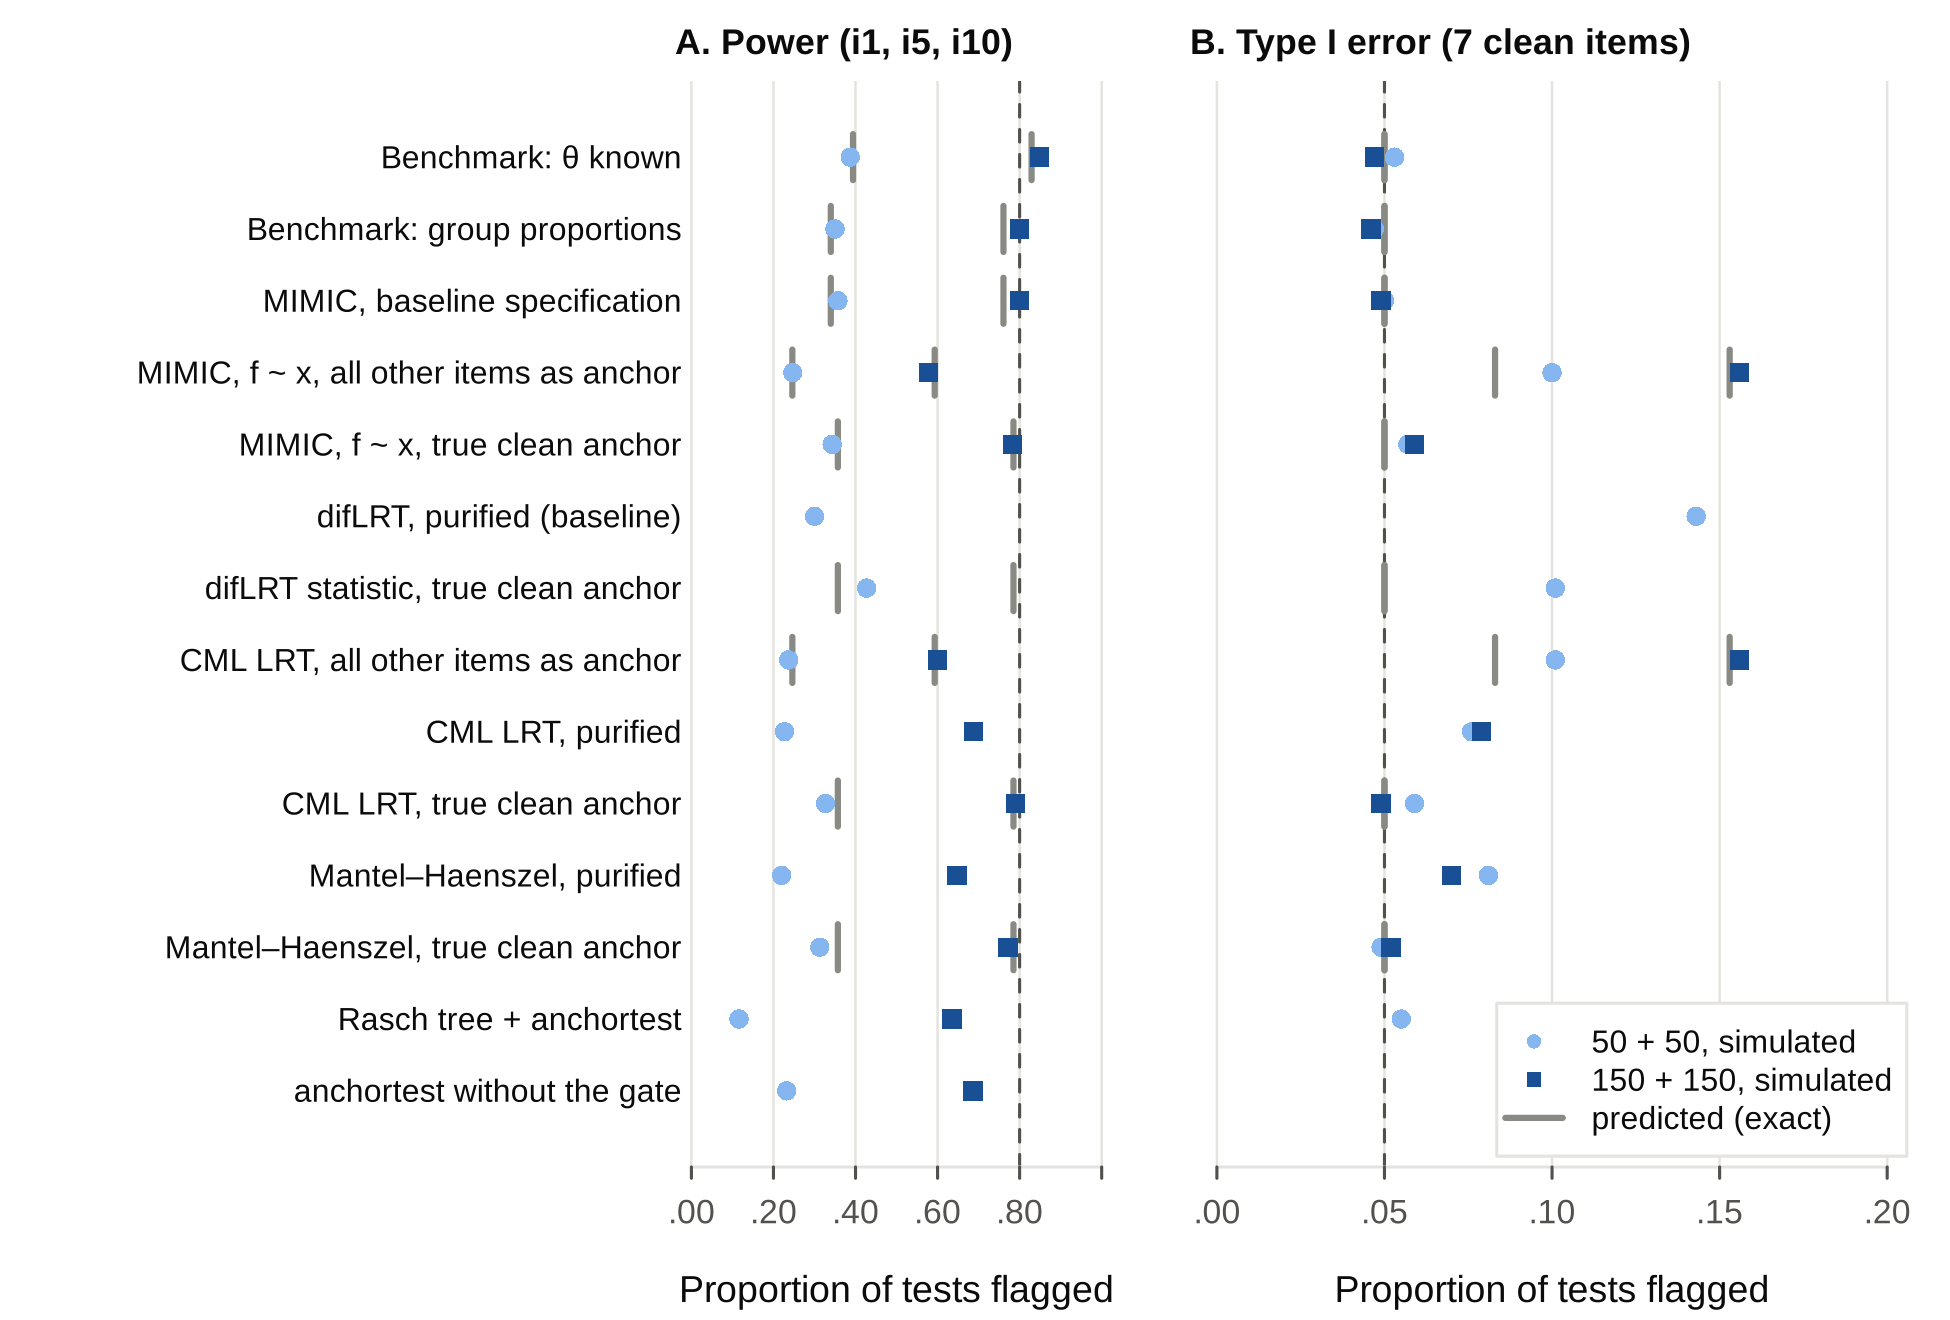 A. Power (i1, i5, i10)
B. Type I error (7 clean items)
Benchmark: θ known
Benchmark: group proportions
MIMIC, baseline specification
MIMIC, f ~ x, all other items as anchor
MIMIC, f ~ x, true clean anchor
difLRT, purified (baseline)
difLRT statistic, true clean anchor
CML LRT, all other items as anchor
CML LRT, purified
CML LRT, true clean anchor
Mantel–Haenszel, purified
Mantel–Haenszel, true clean anchor
Rasch tree + anchortest
anchortest without the gate
50 + 50, simulated
150 + 150, simulated
predicted (exact)
.00 .20 .40 .60 .80
.00 .05 .10 .15 .20
Proportion of tests flagged
Proportion of tests flagged